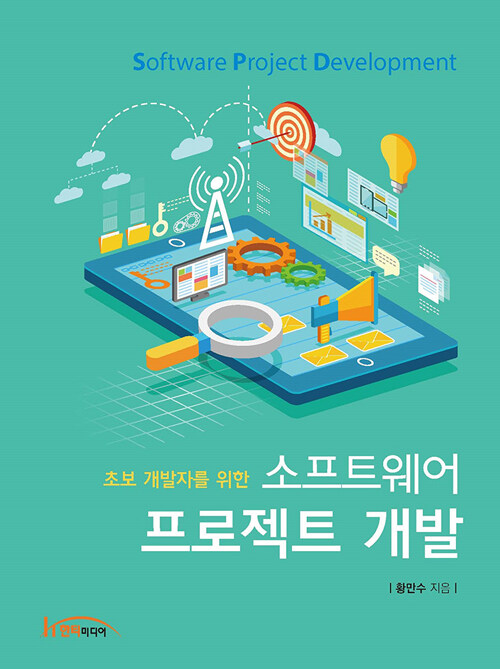 Software Project Development
초보 개발자를 위한 소프트웨어
프로젝트 개발
| 황만수 지음 |
한티미디어